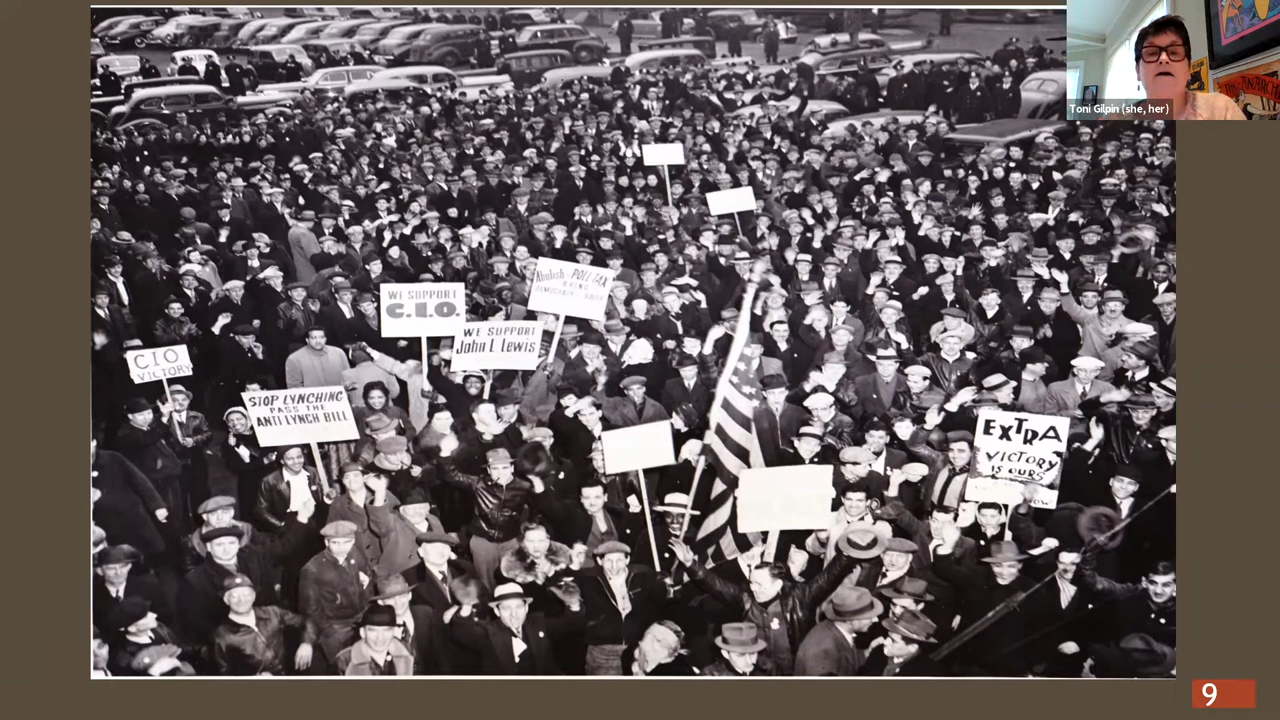 Toni Gilpin (she, her)
WE SUPPORT
C.I.O.
Abolish POLL TAX
BRING
DEMOCRACY
WE SUPPORT
John L Lewis
CIO
VICTORY
STOP LYNCHING
PASS THE
ANTI LYNCH BILL
EXTRA
VICTORY
IS OURS
9